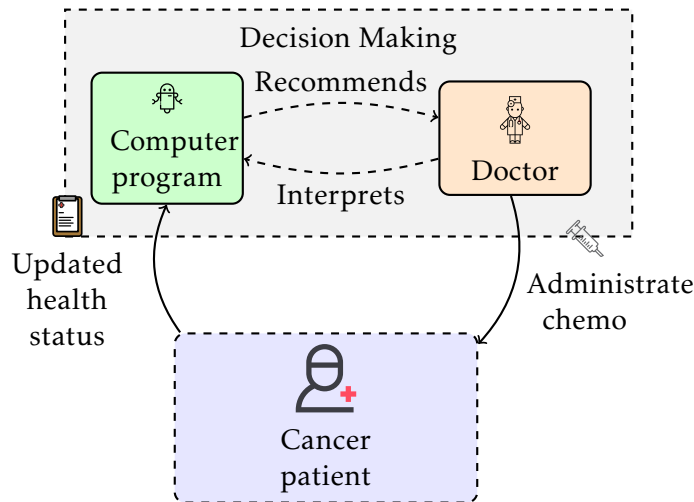 Decision Making
Recommends
Computer
program
Doctor
Interprets
Updated
health
status
Administrate
chemo
Cancer
patient